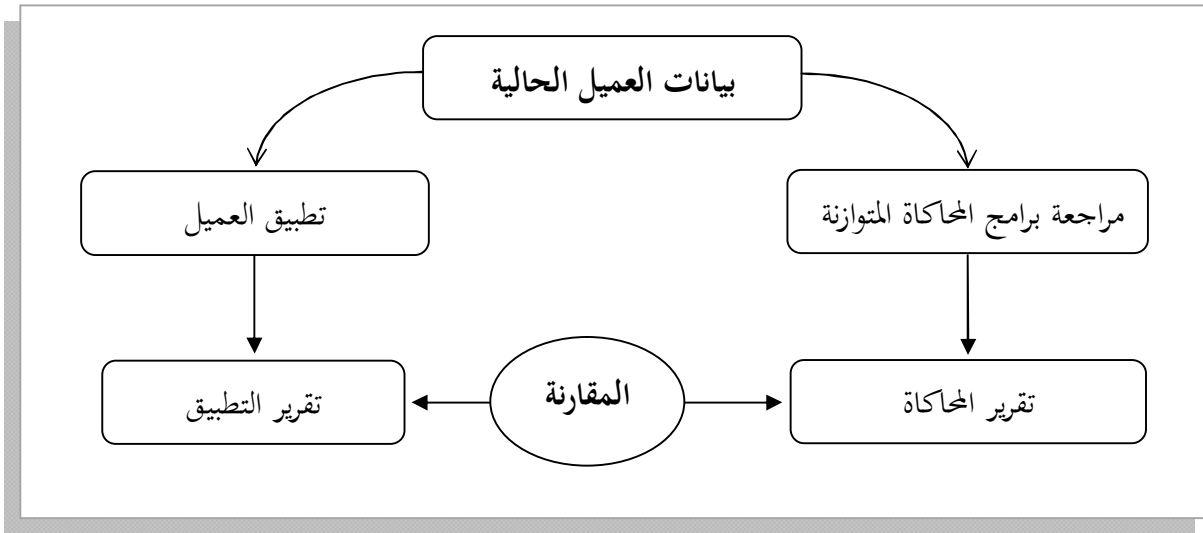 بيانات العميل الحالية
مراجعة برامج المحاكاة المتوازنة
تطبيق العميل
المقارنة
تقرير المحاكاة
تقرير التطبيق